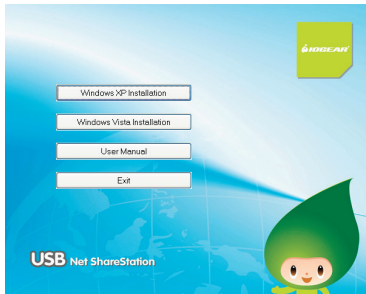 IOGEAR
Windows XP Installation
Windows Vista Installation
User Manual
Exit
USB Net ShareStation